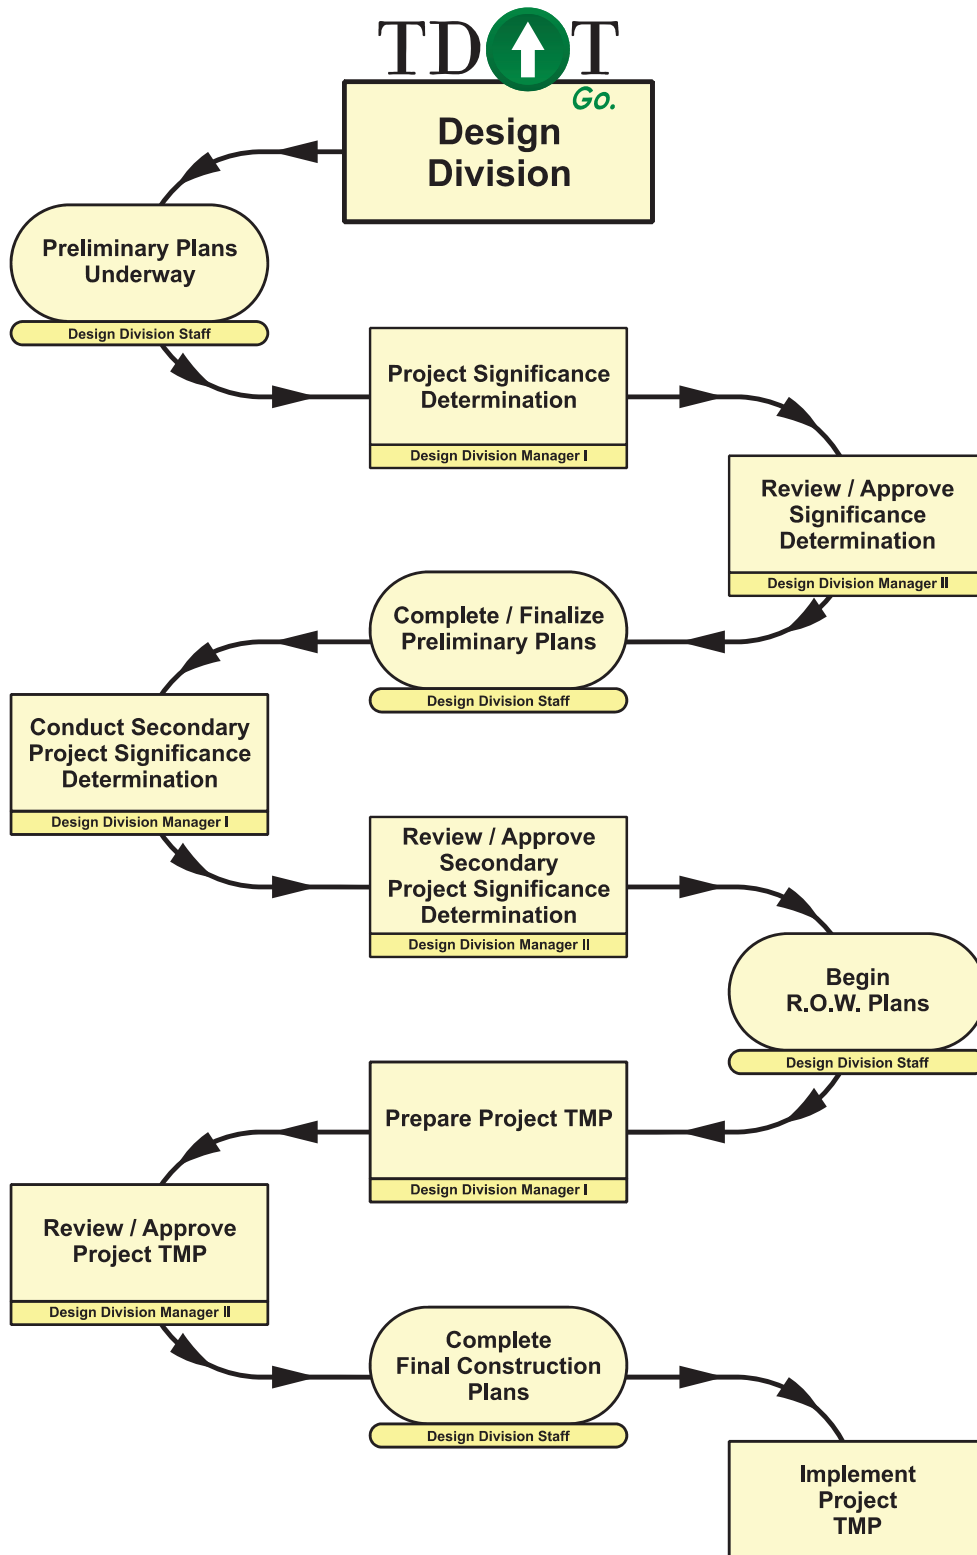 TDOT
Go.
Design
Division
Preliminary Plans
Underway
Design Division Staff
Project Significance
Determination
Design Division Manager I
Review / Approve
Significance
Determination
Design Division Manager II
Complete / Finalize
Preliminary Plans
Design Division Staff
Conduct Secondary
Project Significance
Determination
Design Division Manager I
Review / Approve
Secondary
Project Significance
Determination
Design Division Manager II
Begin
R.O.W. Plans
Design Division Staff
Prepare Project TMP
Design Division Manager I
Review / Approve
Project TMP
Design Division Manager II
Complete
Final Construction
Plans
Design Division Staff
Implement
Project
TMP